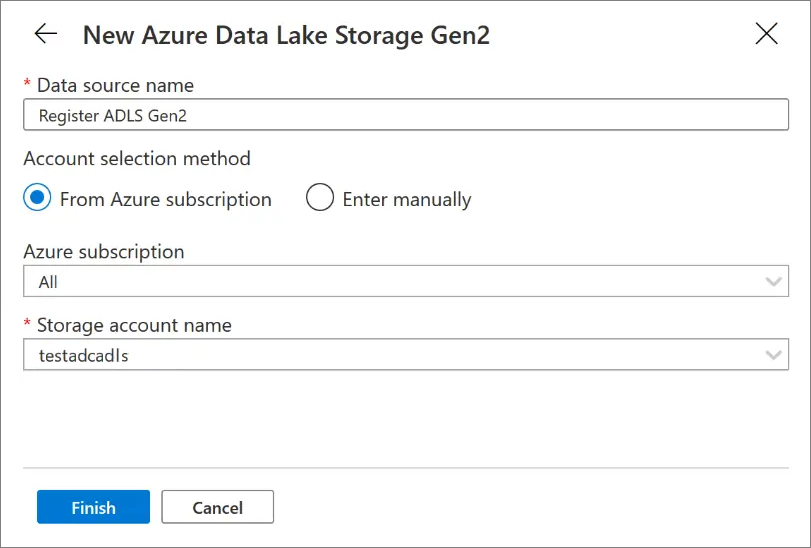 New Azure Data Lake Storage Gen2
* Data source name
Register ADLS Gen2
Account selection method
From Azure subscription Enter manually
Azure subscription
All
* Storage account name
testadcadls
Finish Cancel